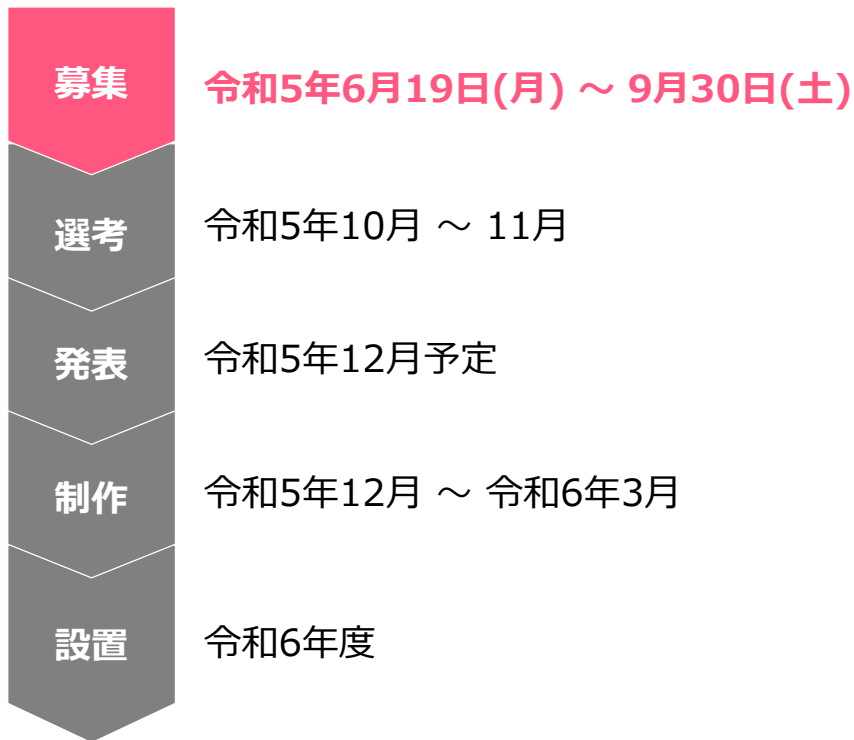 募集 令和5年6月19日(月) ～ 9月30日(土)
選考 令和5年10月 ～ 11月
発表 令和5年12月予定
制作 令和5年12月 ～ 令和6年3月
設置 令和6年度